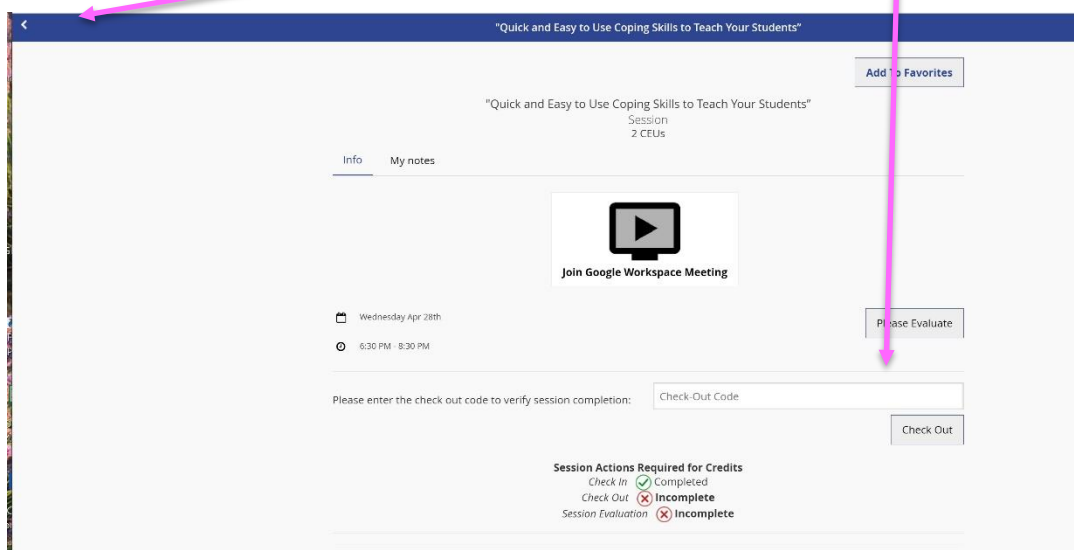 "Quick and Easy to Use Coping Skills to Teach Your Students"
Add To Favorites
"Quick and Easy to Use Coping Skills to Teach Your Students"
Session
2 CEUs
Info My notes
Join Google Workspace Meeting
Wednesday Apr 28th
Please Evaluate
6:30 PM - 8:30 PM
Please enter the check out code to verify session completion: Check-Out Code
Check Out
Session Actions Required for Credits
Check In Completed
Check Out Incomplete
Session Evaluation Incomplete